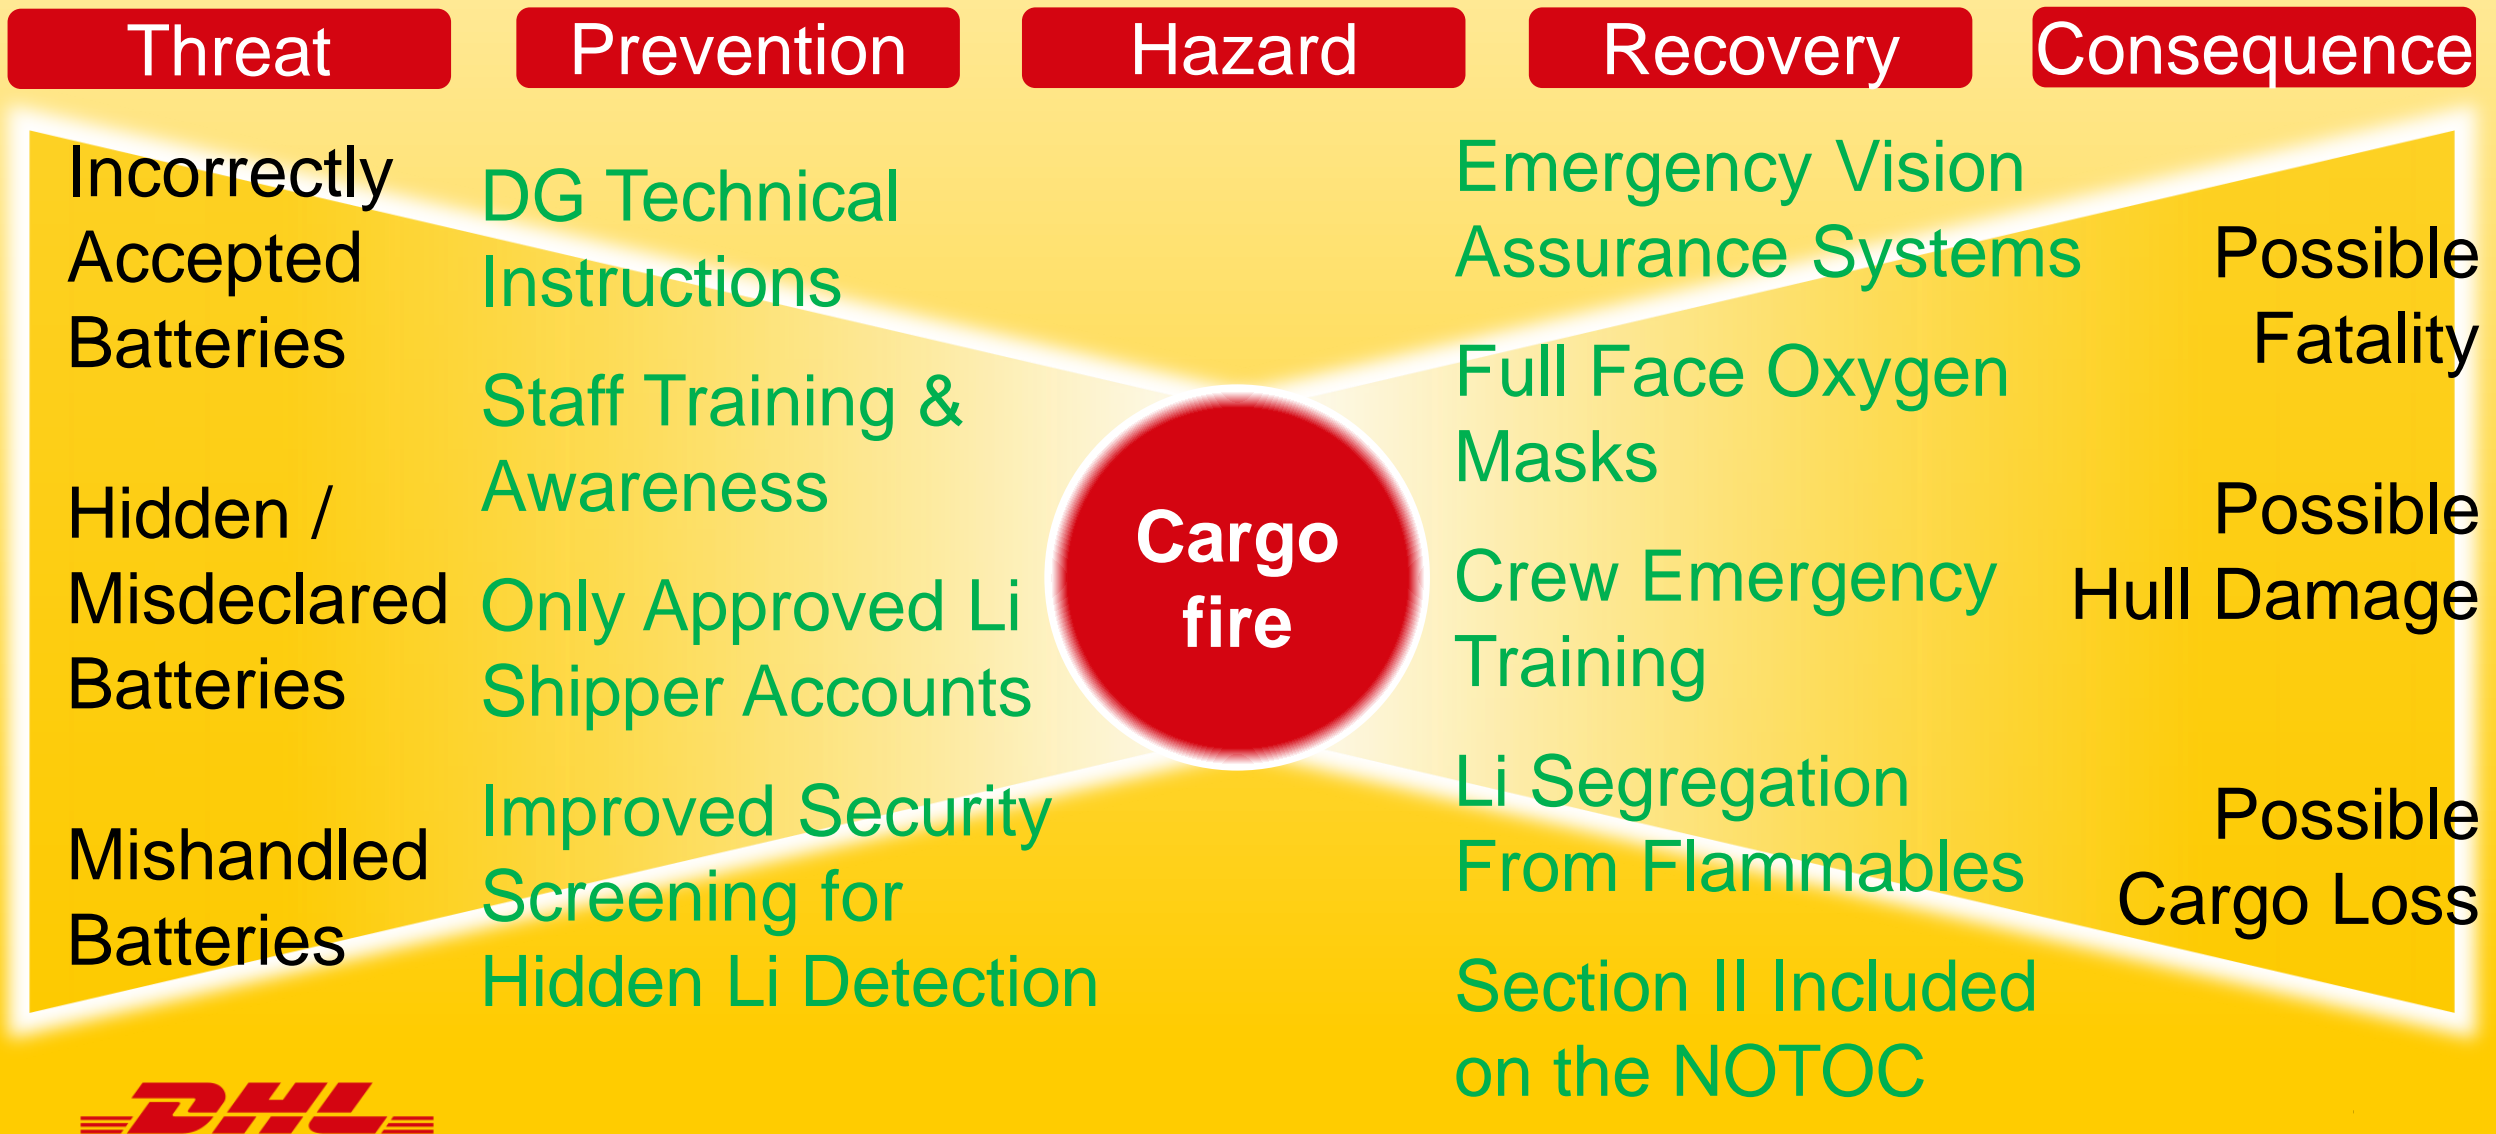 Threat
Prevention
Hazard
Recovery
Consequence
Incorrectly
Accepted
Batteries
Hidden /
Misdeclared
Batteries
Mishandled
Batteries
DG Technical
Instructions
Staff Training &
Awareness
Only Approved Li
Shipper Accounts
Improved Security
Screening for
Hidden Li Detection
Cargo
fire
Emergency Vision
Assurance Systems
Full Face Oxygen
Masks
Crew Emergency
Training
Li Segregation
From Flammables
Section II Included
on the NOTOC
Possible
Fatality
Possible
Hull Damage
Possible
Cargo Loss
DHL